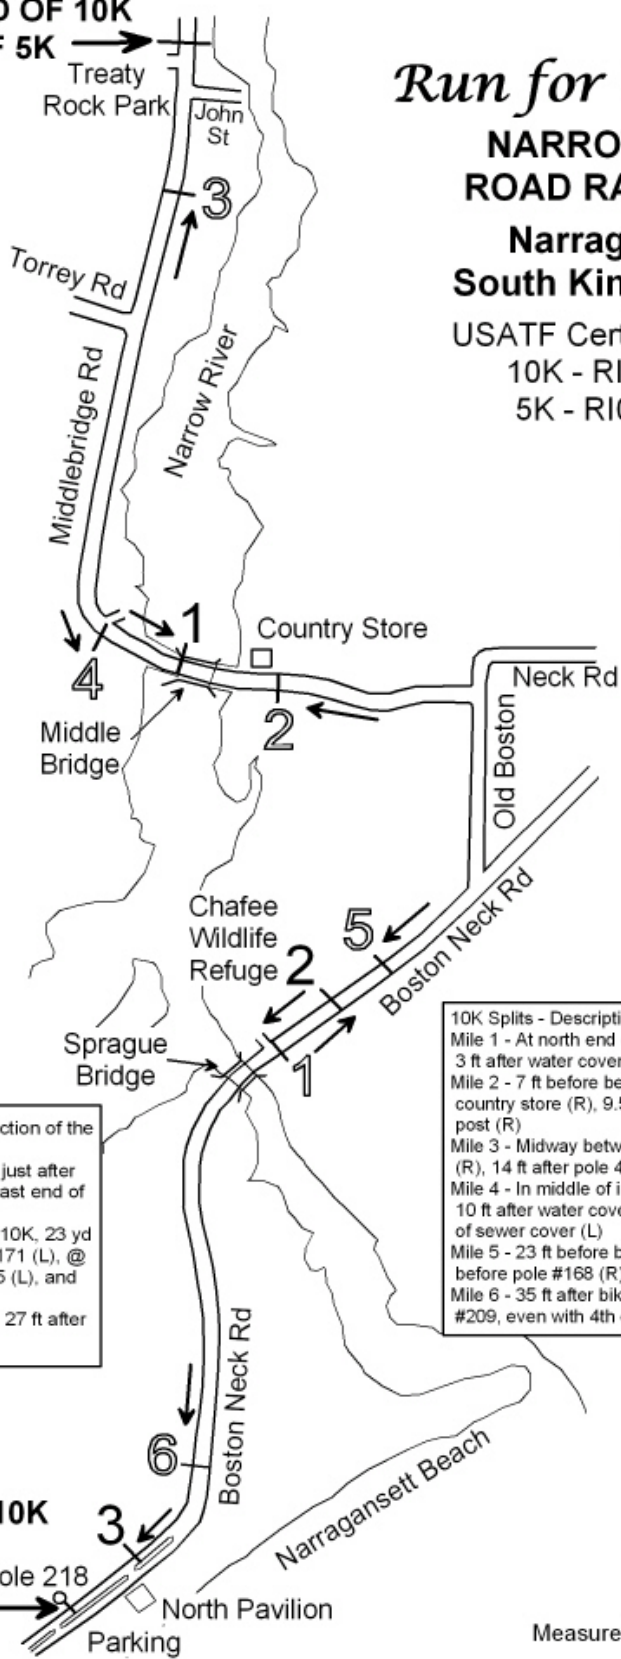 D OF 10K
5K
Treaty
Rock Park
John
St
3
Run for
NARRO
ROAD RA
Narrag
South Kin
USATF Cert
10K - RI
5K - RI0
Torrey Rd
Middlebridge Rd
Narrow River
1
Country Store
4
Middle
Bridge
2
Neck Rd
Old Boston
Chafee
Wildlife
Refuge
5
2
Boston Neck Rd
Sprague
Bridge
1
10K Splits - Descripti
Mile 1 - At north end
3 ft after water cover
Mile 2 - 7 ft before be
country store (R), 9.5
post (R)
Mile 3 - Midway betw
(R), 14 ft after pole 4
Mile 4 - In middle of i
10 ft after water cove
of sewer cover (L)
Mile 5 - 23 ft before b
before pole #168 (R)
Mile 6 - 35 ft after bik
#209, even with 4th
ction of the
just after
ast end of
10K, 23 yd
171 (L), @
5 (L), and
27 ft after
Boston Neck Rd
6
Narragansett Beach
10K
3
ole 218
North Pavilion
Parking
Measure